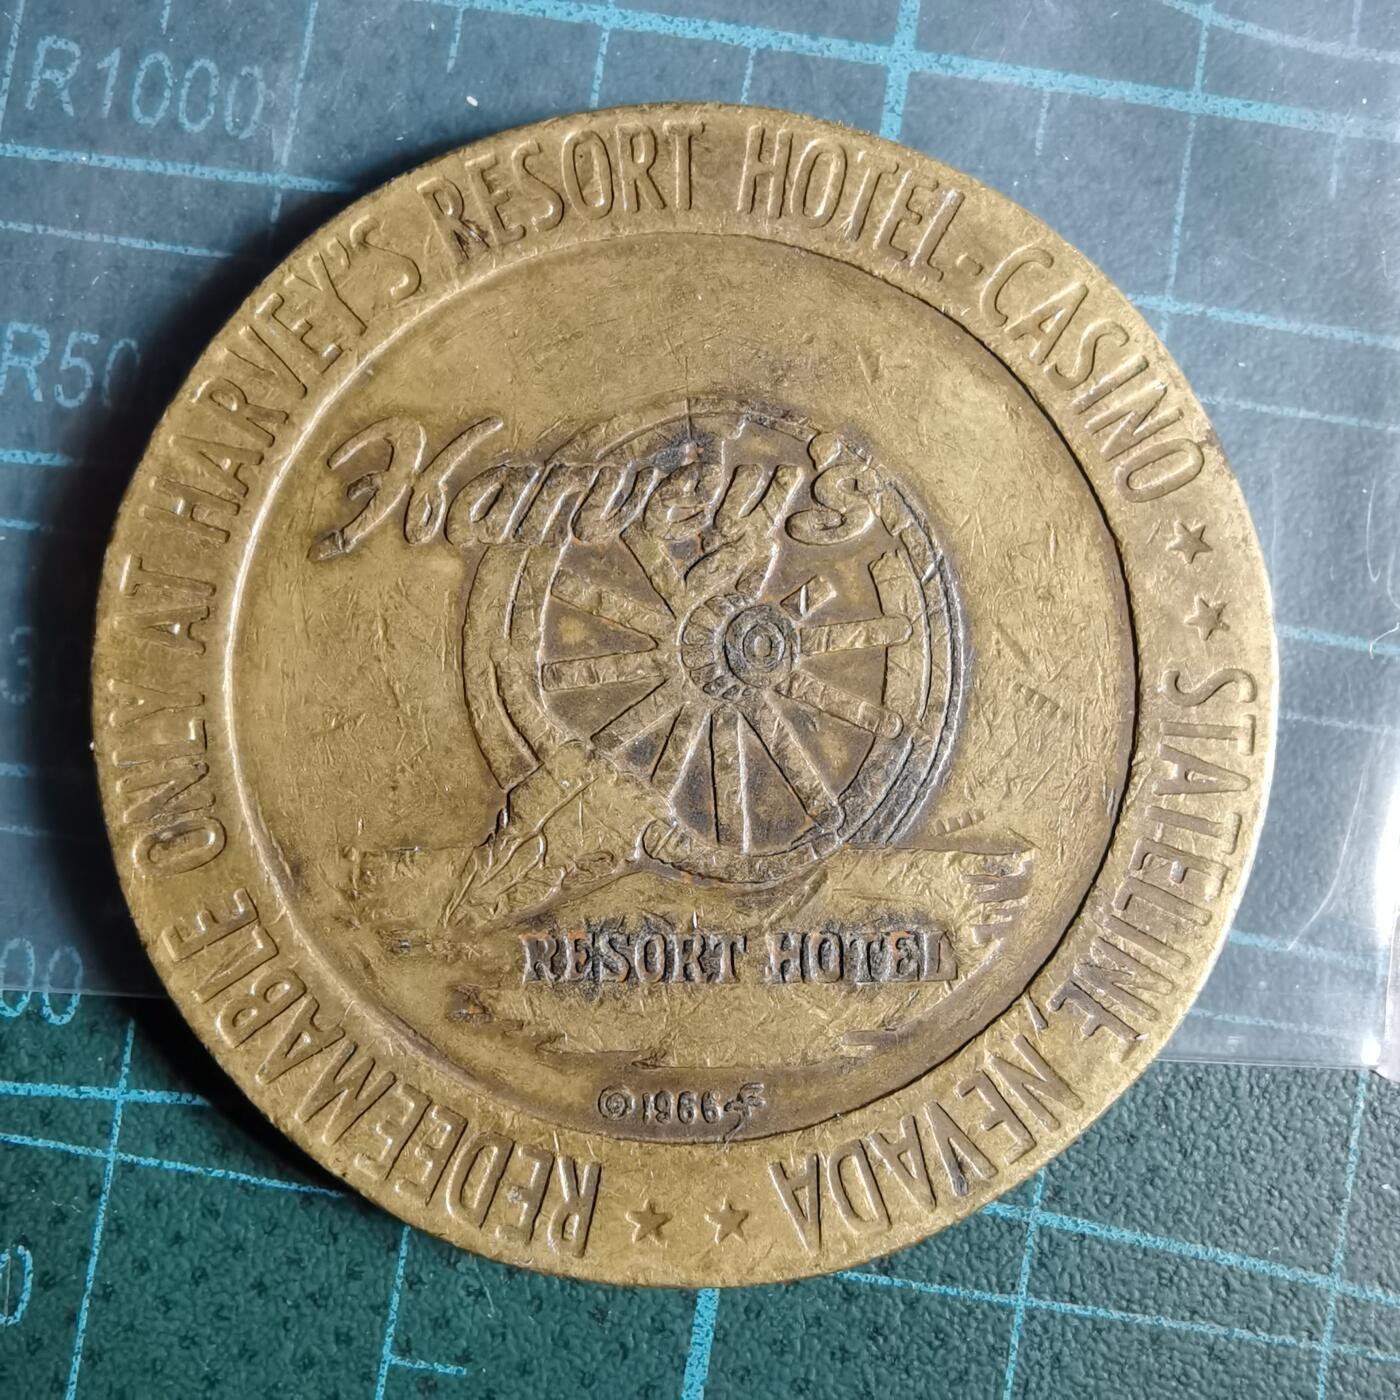 REDEEMABLE ONLY AT HARVEY'S RESORT HOTEL-CASINO ★ ★ STATELINE, NEVADA ★ ★
Harvey's
RESORT HOTEL
© 1966
R1000
R50